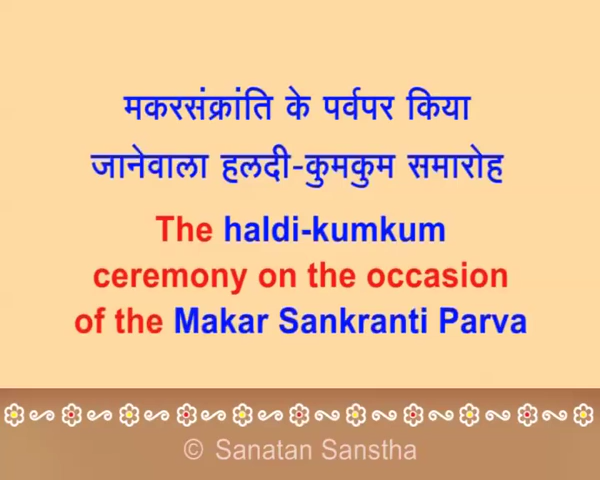 मकरसंक्रांति के पर्वपर किया
जानेवाला हलदी-कुमकुम समारोह
The haldi-kumkum
ceremony on the occasion
of the Makar Sankranti Parva
© Sanatan Sanstha